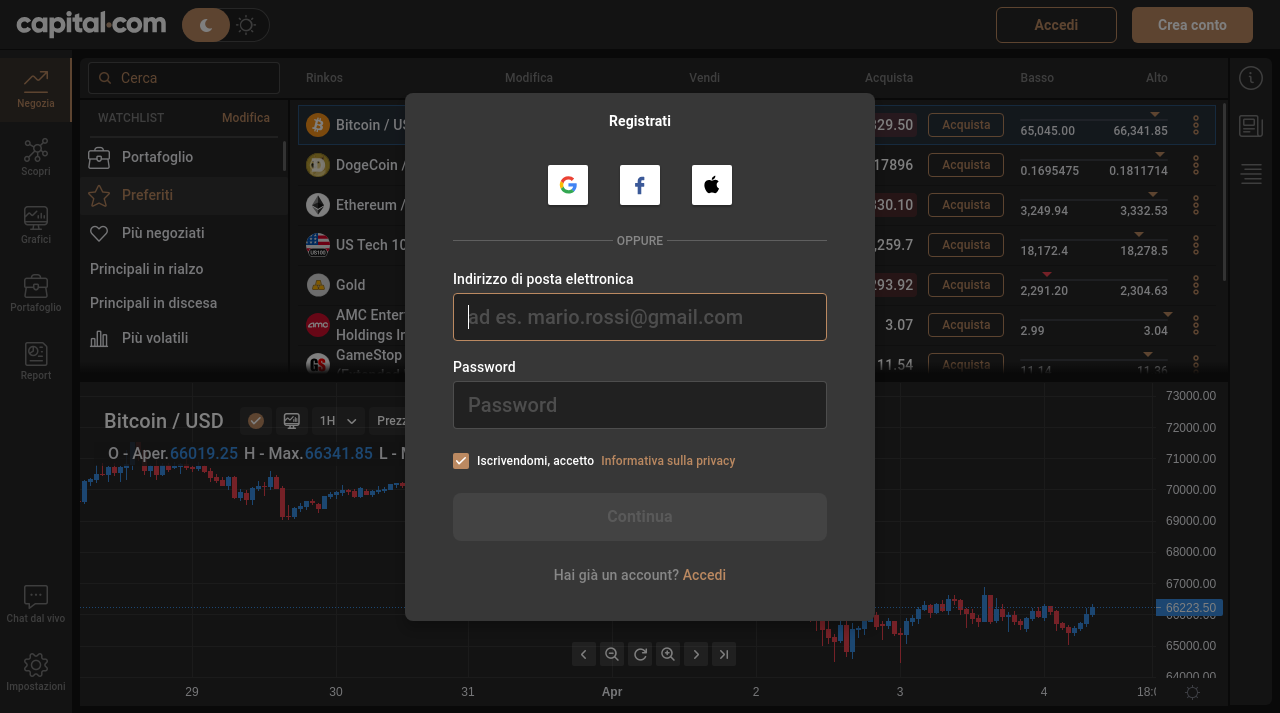 capital.com
Accedi
Crea conto
Negozia
Scopri
Grafici
Portafoglio
Report
Chat dal vivo
Impostazioni
Cerca
WATCHLIST
Modifica
Portafoglio
Preferiti
Più negoziati
Principali in rialzo
Principali in discesa
Più volatili
Rinkos
Modifica
Vendi
Acquista
Basso
Alto
Bitcoin / US
29.50
Acquista
65,045.00
66,341.85
DogeCoin /
17896
Acquista
0.1695475
0.1811714
Ethereum /
330.10
Acquista
3,249.94
3,332.53
US Tech 10
,259.7
Acquista
18,172.4
18,278.5
Gold
293.92
Acquista
2,291.20
2,304.63
AMC Enter
Holdings In
3.07
Acquista
2.99
3.04
GameStop
11.54
Acquista
11.14
11.36
Registrati
OPPURE
Indirizzo di posta elettronica
ad es. mario.rossi@gmail.com
Password
Password
Iscrivendomi, accetto Informativa sulla privacy
Continua
Hai già un account? Accedi
Bitcoin / USD
1H
Prezz
O - Aper.66019.25 H - Max.66341.85 L - M
73000.00
72000.00
71000.00
70000.00
69000.00
68000.00
67000.00
66223.50
65000.00
64000.00
29
30
31
Apr
2
3
4
18:0